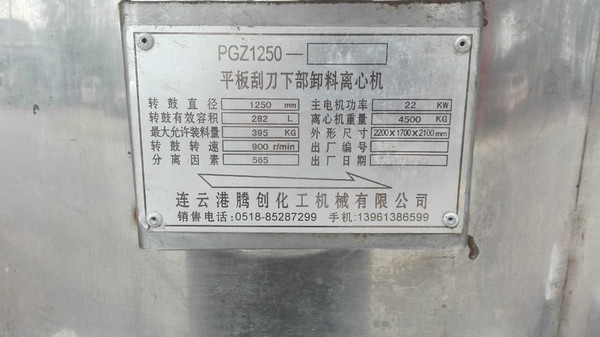 PGZ1250—
平板刮刀下部卸料离心机
转鼓直径 1250 mm 主电机功率 22 KW
转鼓有效容积 282 L 离心机重量 4500 KG
最大允许装料量 395 KG 外形尺寸 2200×1700×2100 mm
转鼓转速 900 r/min 出厂编号
分离因素 565 出厂日期
连云港腾创化工机械有限公司
销售电话:0518-85287299 手机:13961386599